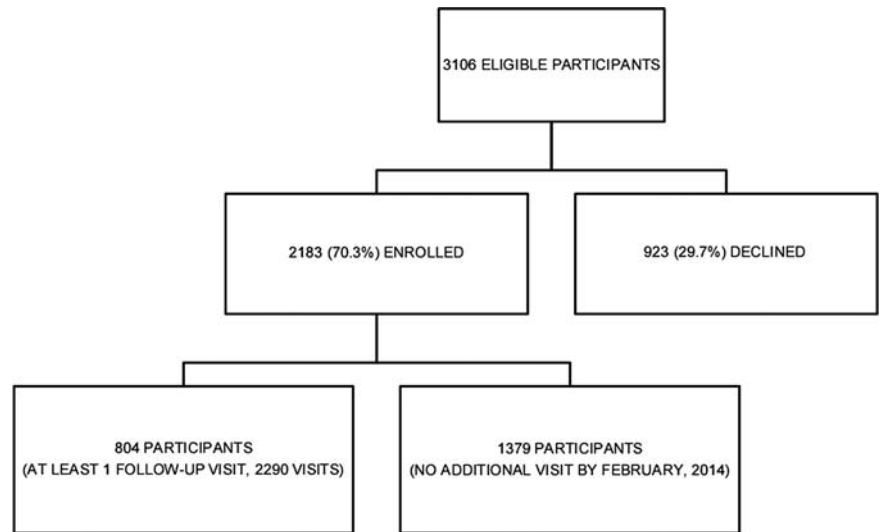 3106 ELIGIBLE PARTICIPANTS
2183 (70.3%) ENROLLED
923 (29.7%) DECLINED
804 PARTICIPANTS
(AT LEAST 1 FOLLOW-UP VISIT, 2290 VISITS)
1379 PARTICIPANTS
(NO ADDITIONAL VISIT BY FEBRUARY, 2014)